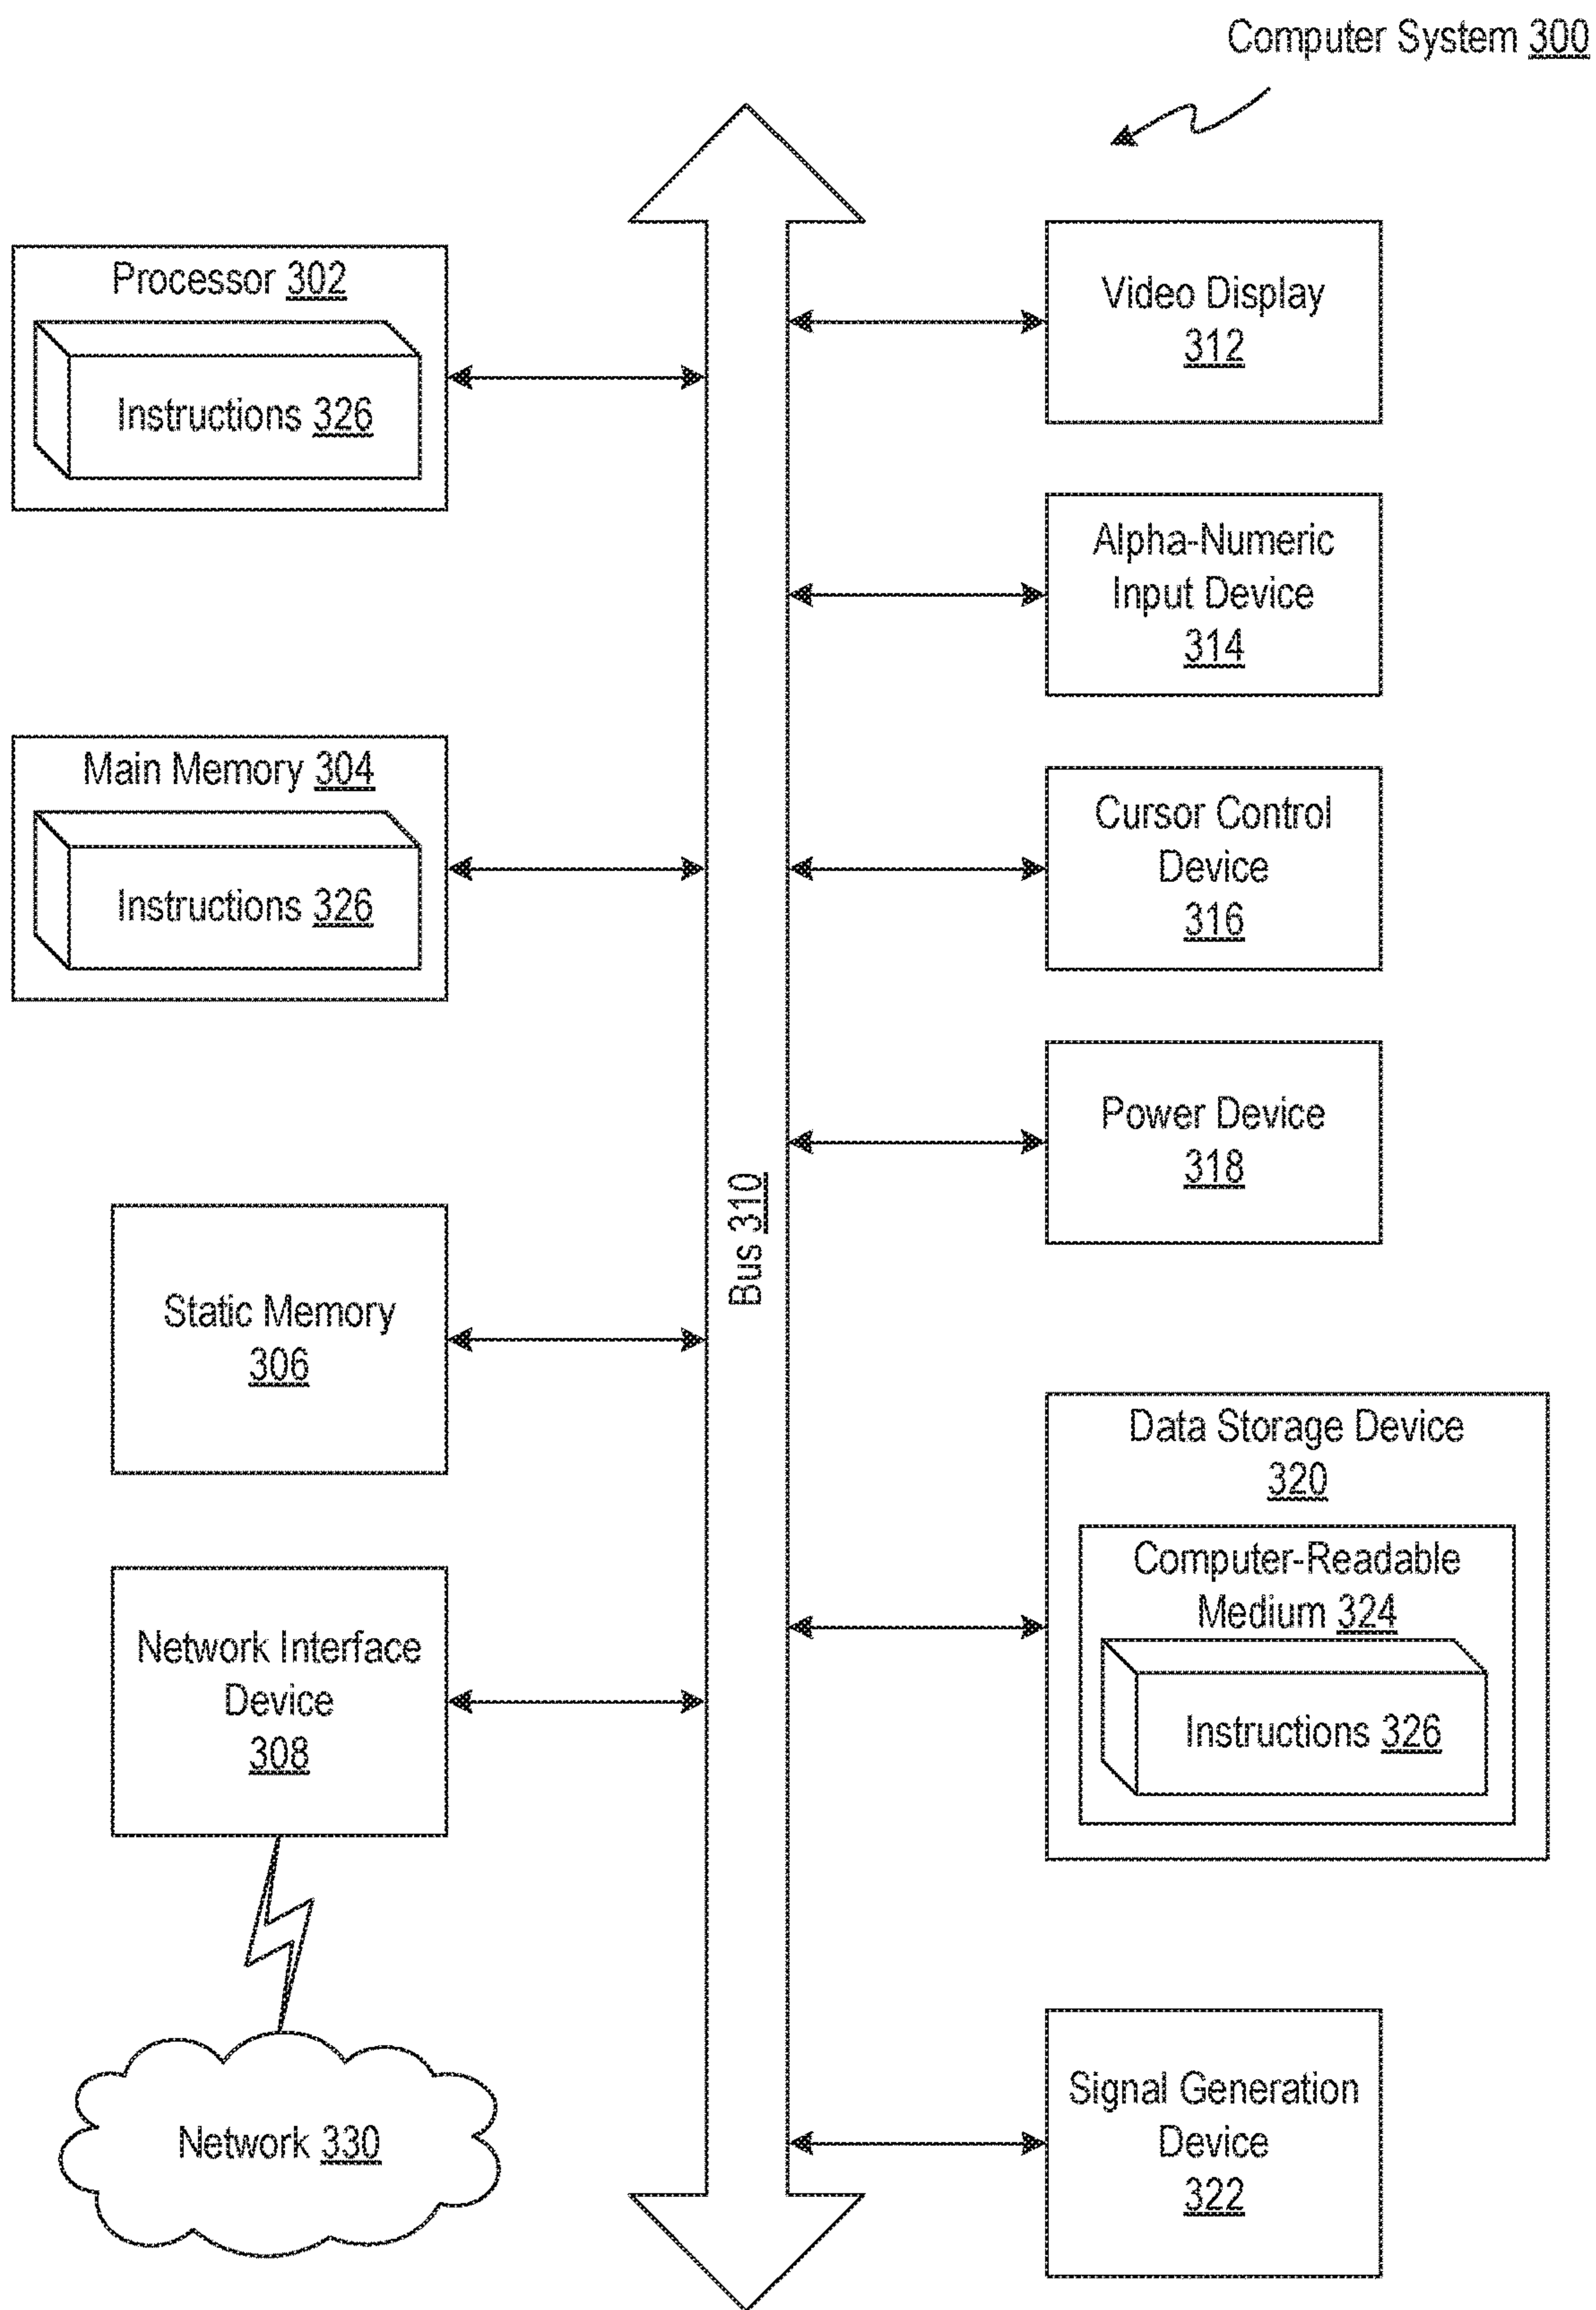 Computer System 300
Processor 302
Instructions 326
Main Memory 304
Instructions 326
Static Memory
306
Network Interface
Device
308
Network 330
Bus 310
Video Display
312
Alpha-Numeric
Input Device
314
Cursor Control
Device
316
Power Device
318
Data Storage Device
320
Computer-Readable
Medium 324
Instructions 326
Signal Generation
Device
322